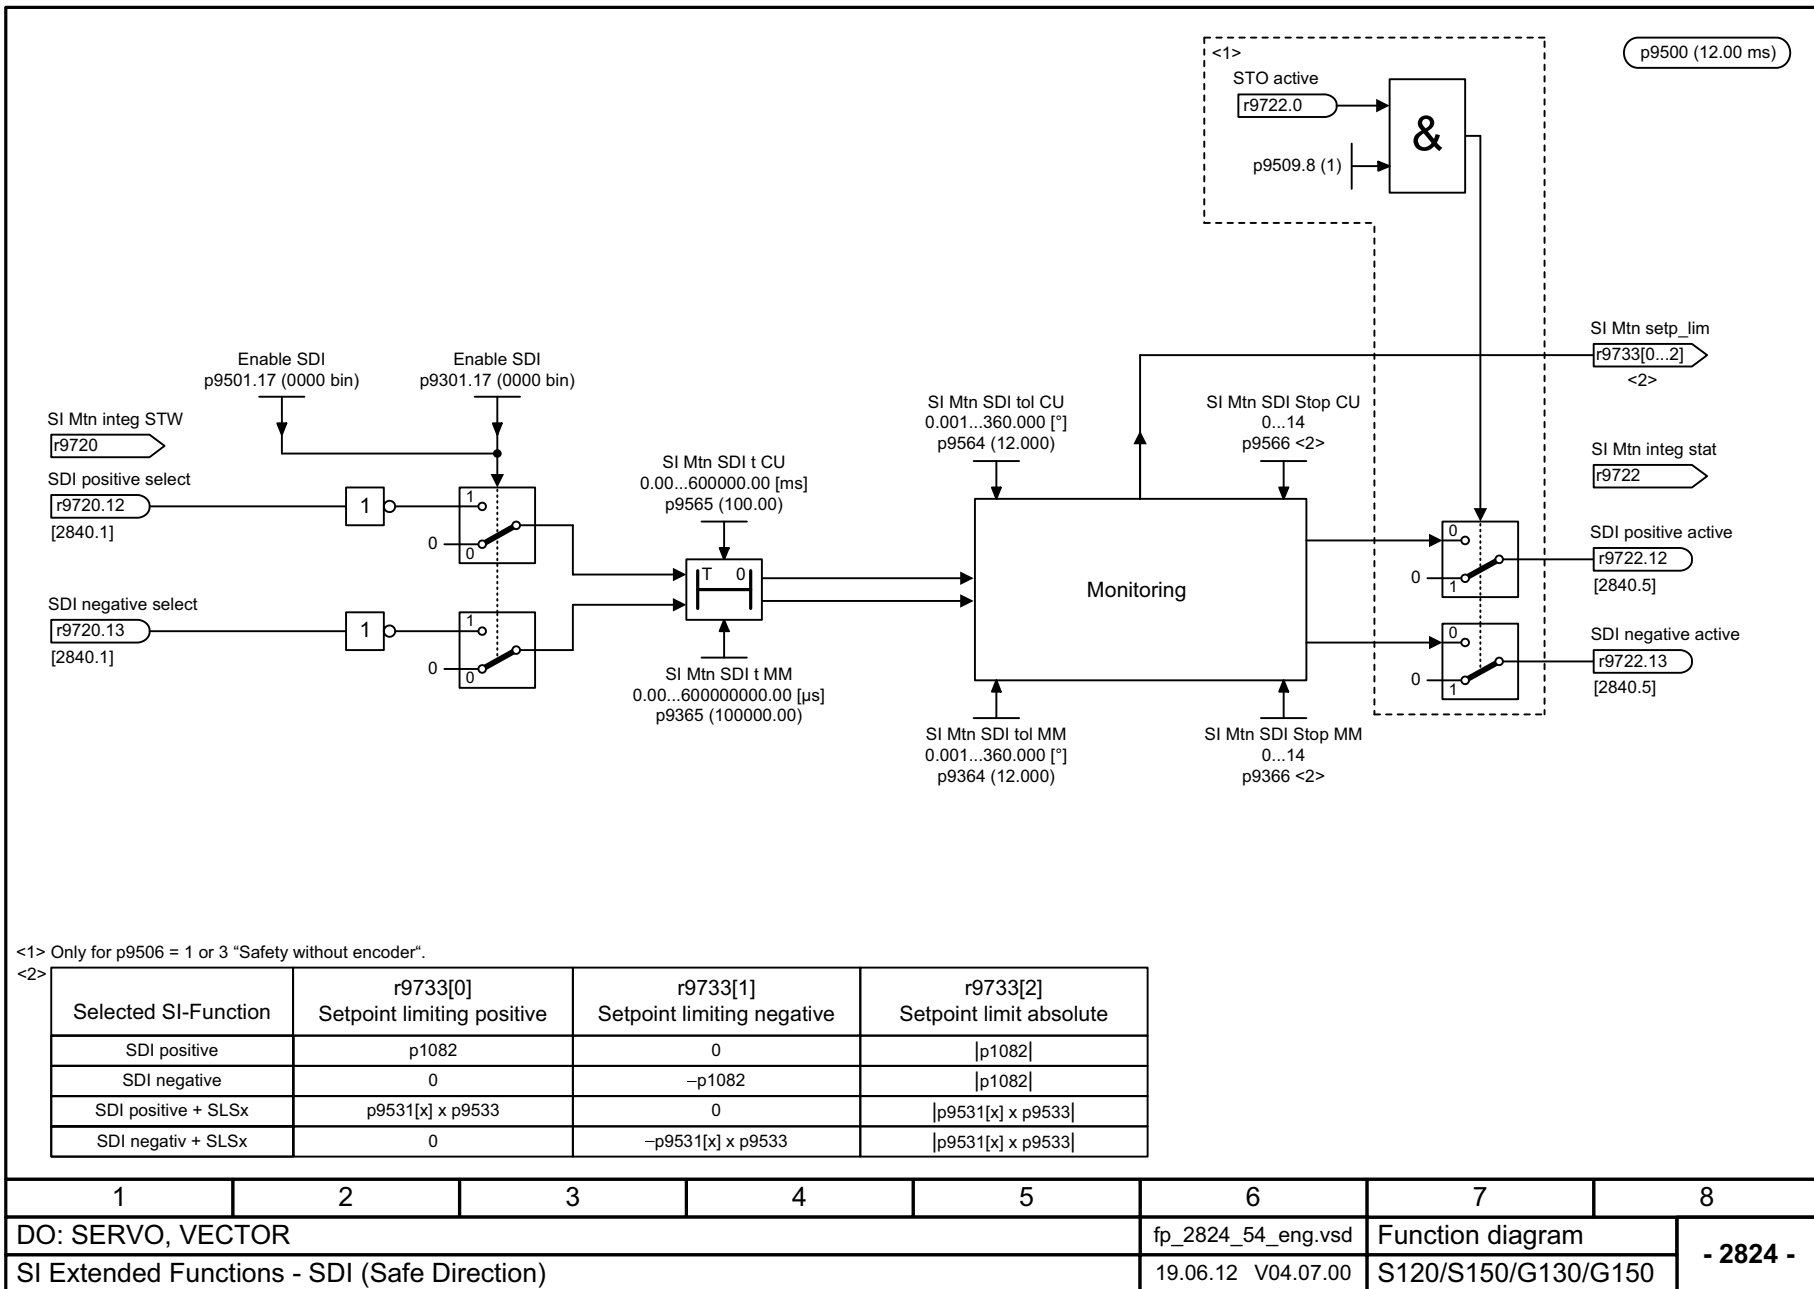 <1>
p9500 (12.00 ms)
STO active
r9722.0
&
p9509.8 (1)
SI Mtn setp_lim
r9733[0...2]
<2>
Enable SDI
p9501.17 (0000 bin)
Enable SDI
p9301.17 (0000 bin)
SI Mtn integ STW
r9720
SDI positive select
r9720.12
[2840.1]
1
1
0
0
SDI negative select
r9720.13
[2840.1]
1
1
0
0
SI Mtn SDI t CU
0.00...600000.00 [ms]
p9565 (100.00)
T 0
SI Mtn SDI t MM
0.00...600000000.00 [µs]
p9365 (100000.00)
SI Mtn SDI tol CU
0.001...360.000 [°]
p9564 (12.000)
SI Mtn SDI Stop CU
0...14
p9566 <2>
Monitoring
SI Mtn SDI tol MM
0.001...360.000 [°]
p9364 (12.000)
SI Mtn SDI Stop MM
0...14
p9366 <2>
SI Mtn integ stat
r9722
0
0
1
SDI positive active
r9722.12
[2840.5]
0
0
1
SDI negative active
r9722.13
[2840.5]
<1> Only for p9506 = 1 or 3 “Safety without encoder“.
<2>
Selected SI-Function
r9733[0]
Setpoint limiting positive
r9733[1]
Setpoint limiting negative
r9733[2]
Setpoint limit absolute
SDI positive p1082 0 |p1082|
SDI negative 0 –p1082 |p1082|
SDI positive + SLSx p9531[x] x p9533 0 |p9531[x] x p9533|
SDI negativ + SLSx 0 –p9531[x] x p9533 |p9531[x] x p9533|
1 2 3 4 5 6 7 8
DO: SERVO, VECTOR
fp_2824_54_eng.vsd
Function diagram
- 2824 -
SI Extended Functions - SDI (Safe Direction)
19.06.12 V04.07.00
S120/S150/G130/G150